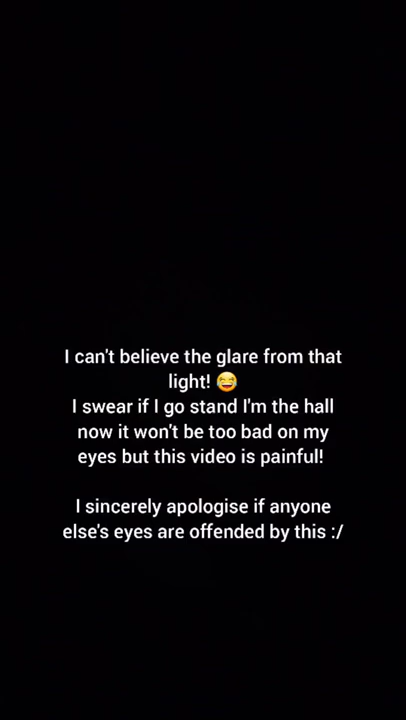 I can't believe the glare from that
light! 😆
I swear if I go stand I'm the hall
now it won't be too bad on my
eyes but this video is painful!
I sincerely apologise if anyone
else's eyes are offended by this :/